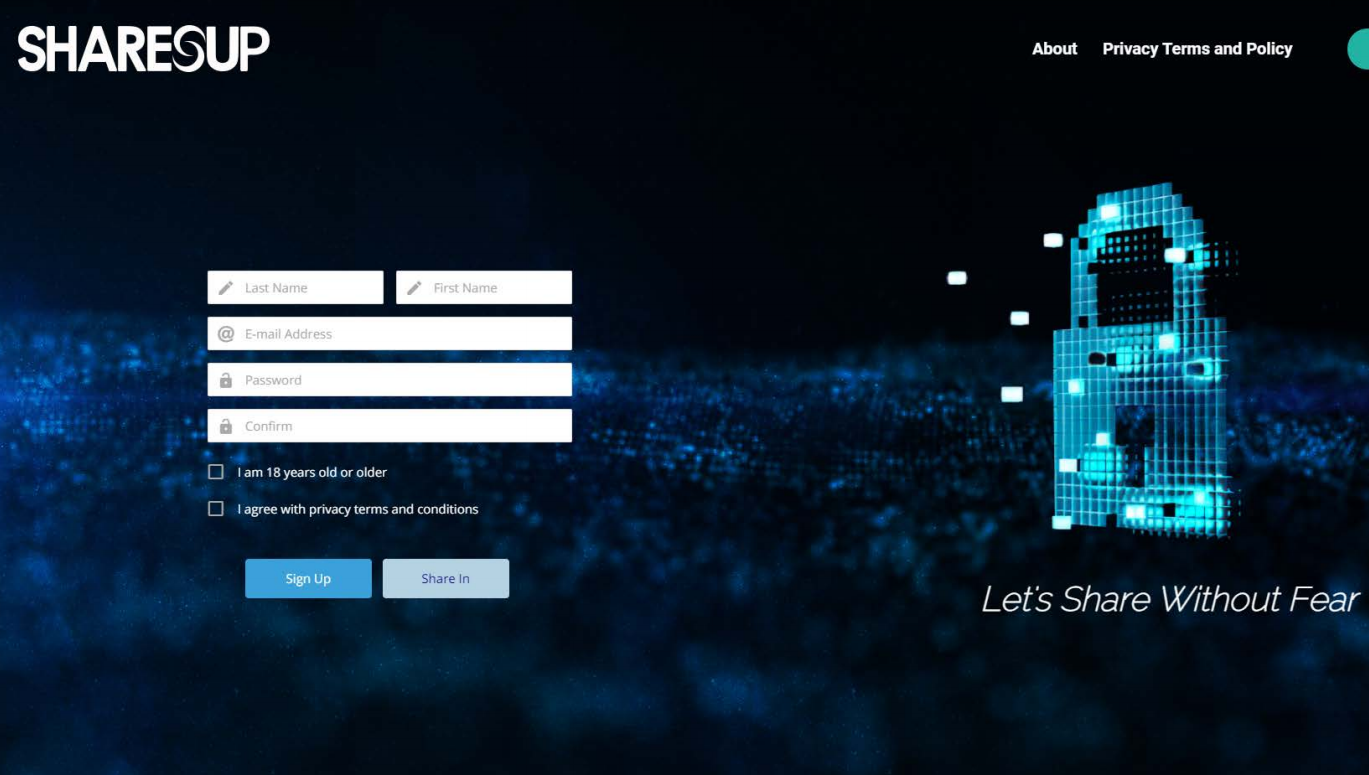 SHARESUP
About Privacy Terms and Policy
Last Name First Name
@ E-mail Address
Password
Confirm
I am 18 years old or older
I agree with privacy terms and conditions
Sign Up Share In
Let's Share Without Fear